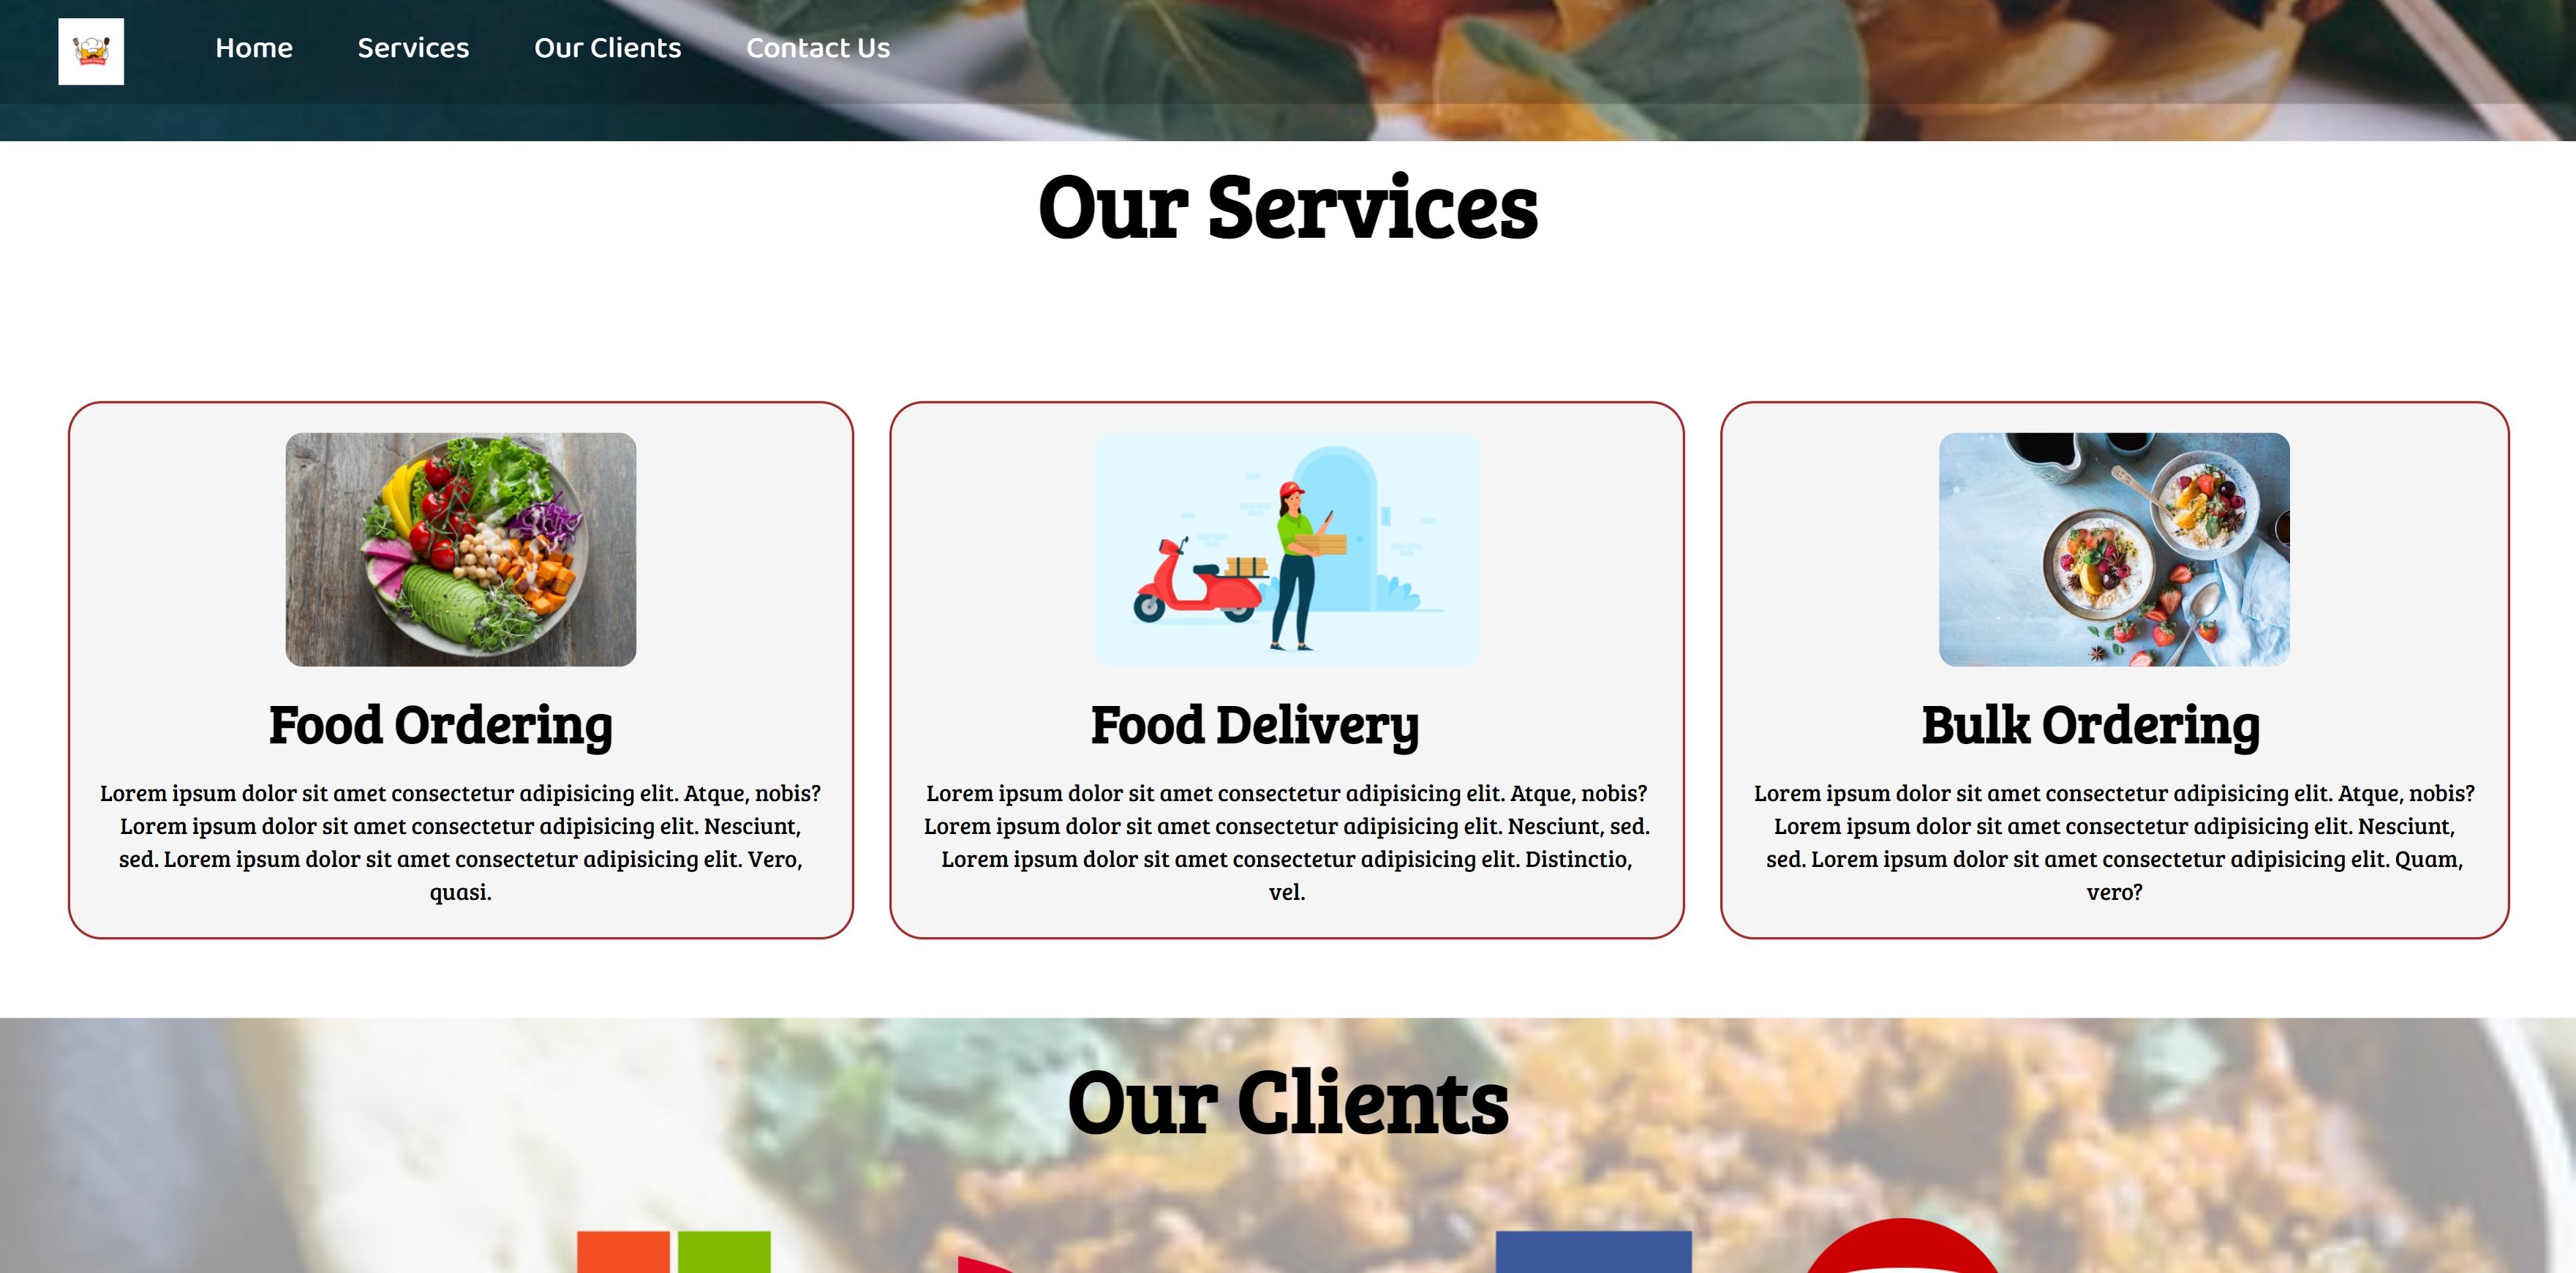 Home Services Our Clients Contact Us
Our Services
Food Ordering
Lorem ipsum dolor sit amet consectetur adipisicing elit. Atque, nobis?
Lorem ipsum dolor sit amet consectetur adipisicing elit. Nesciunt,
sed. Lorem ipsum dolor sit amet consectetur adipisicing elit. Vero,
quasi.
Food Delivery
Lorem ipsum dolor sit amet consectetur adipisicing elit. Atque, nobis?
Lorem ipsum dolor sit amet consectetur adipisicing elit. Nesciunt, sed.
Lorem ipsum dolor sit amet consectetur adipisicing elit. Distinctio,
vel.
Bulk Ordering
Lorem ipsum dolor sit amet consectetur adipisicing elit. Atque, nobis?
Lorem ipsum dolor sit amet consectetur adipisicing elit. Nesciunt,
sed. Lorem ipsum dolor sit amet consectetur adipisicing elit. Quam,
vero?
Our Clients